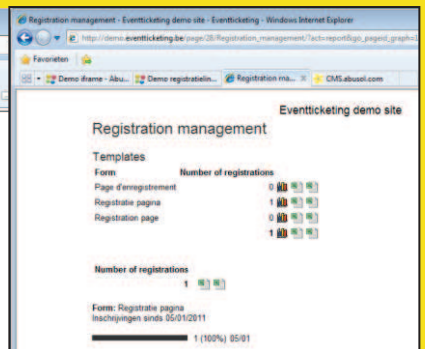 Registration management - Eventticketing demo site - Eventticketing - Windows Internet Explorer
http://demo.eventticketing.be/page/28/Registration_management/?act=report&go_pageid_graph=1
Favorieten
Demo iframe - Abu... Demo registratielin... Registration ma... CMS.abusol.com
Eventticketing demo site
Registration management
Templates
Form Number of registrations
Page d'enregistrement 0
Registratie pagina 1
Registration page 0
1
Number of registrations
1
Form: Registratie pagina
Inschrijvingen sinds 05/01/2011
1 (100%) 05/01